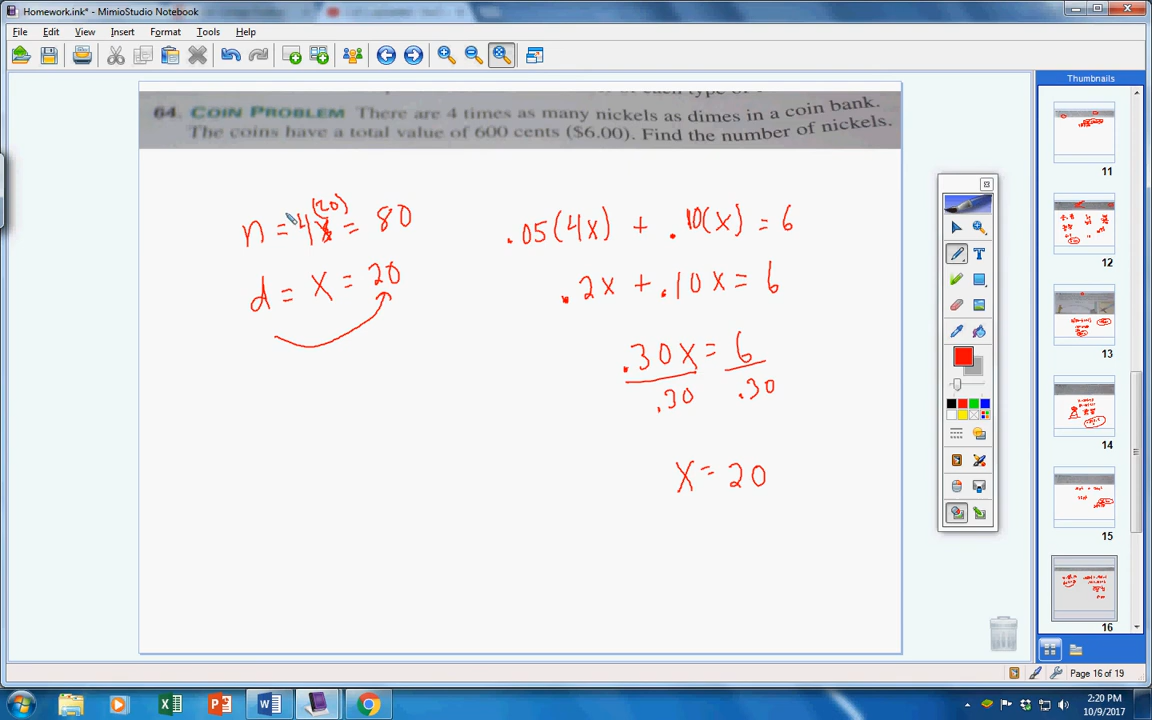 Homework.ink* - MimioStudio Notebook
File Edit View Insert Format Tools Help
Thumbnails
64. COIN PROBLEM There are 4 times as many nickels as dimes in a coin bank.
The coins have a total value of 600 cents ($6.00). Find the number of nickels.
(20)
n = 4x = 80
d = x = 20
.05(4x) + .10(x) = 6
.2x + .10x = 6
.30x = 6
.30 .30
x = 20
11
12
13
14
15
16
Page 16 of 19
2:20 PM
10/9/2017